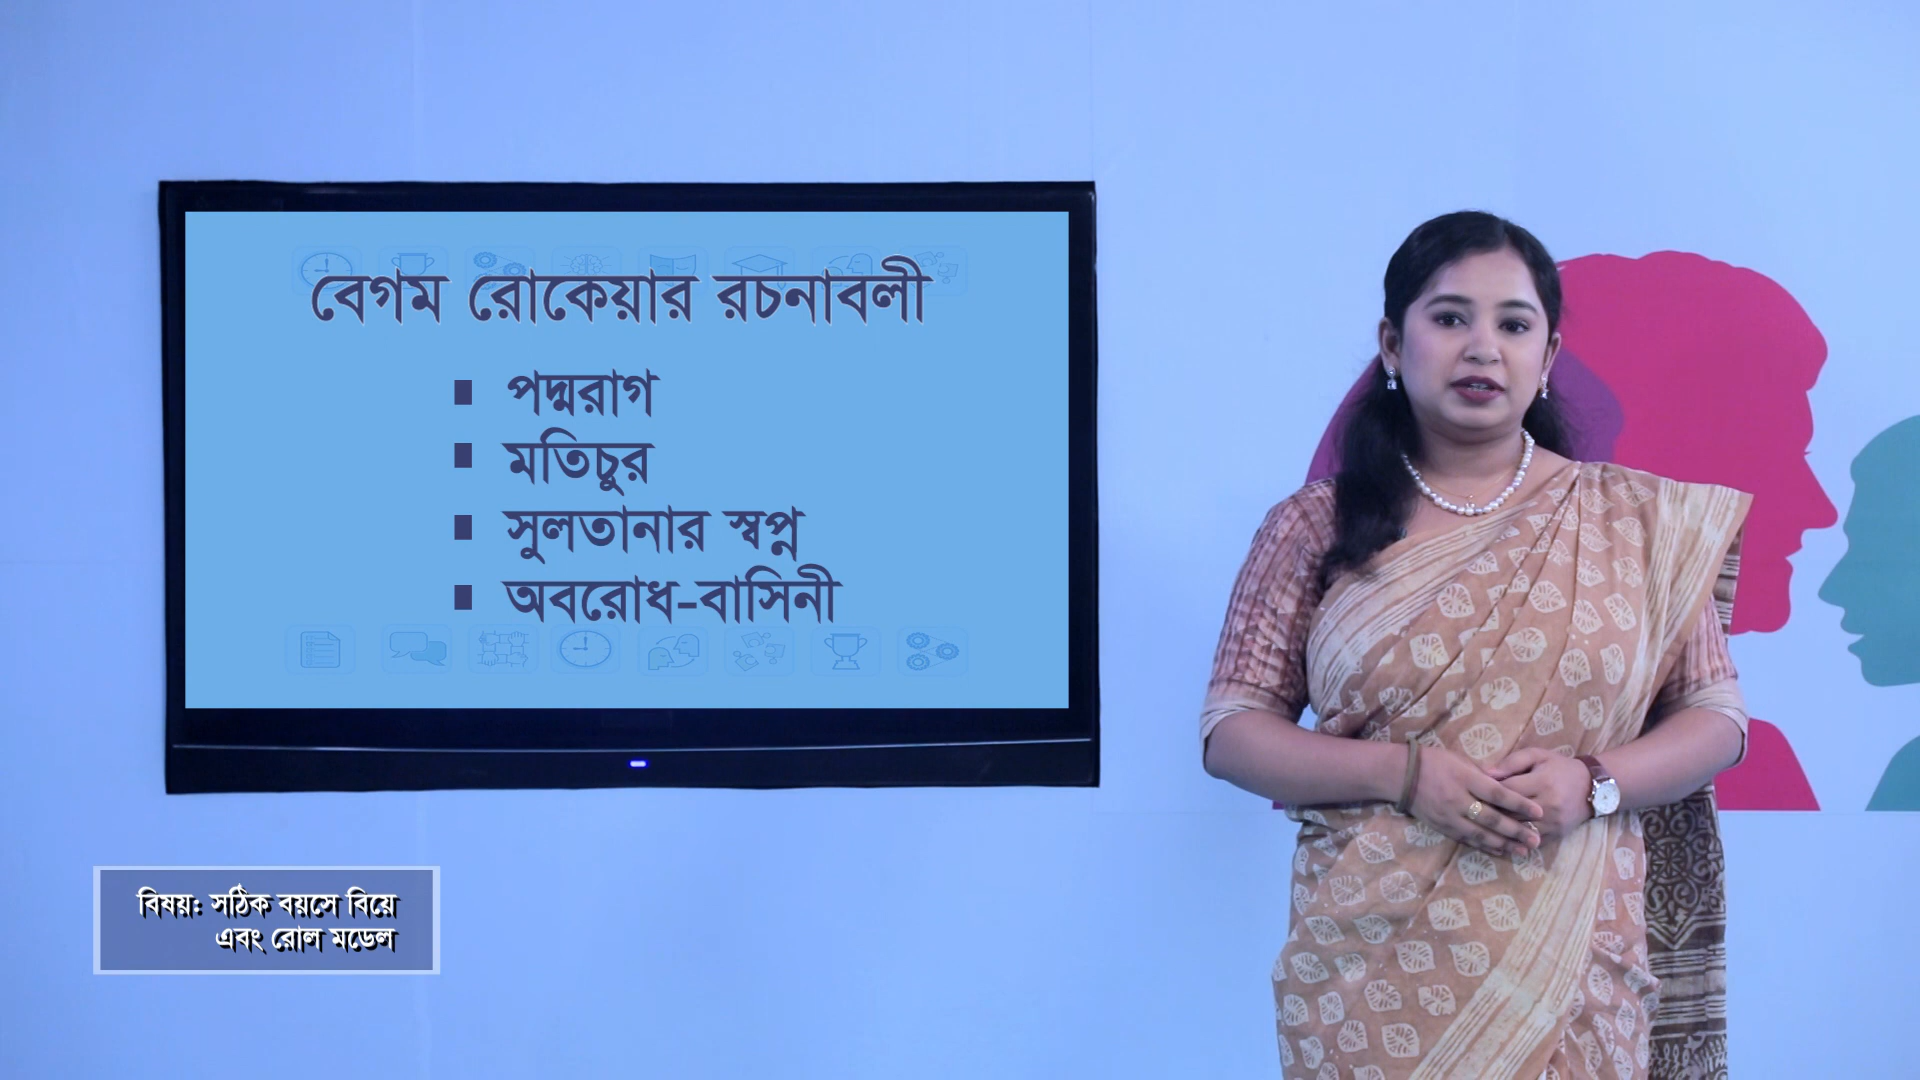 বেগম রোকেয়ার রচনাবলী
▪ পদ্মরাগ
▪ মতিচুর
▪ সুলতানার স্বপ্ন
▪ অবরোধ-বাসিনী
বিষয়: সঠিক বয়সে বিয়ে
এবং রোল মডেল